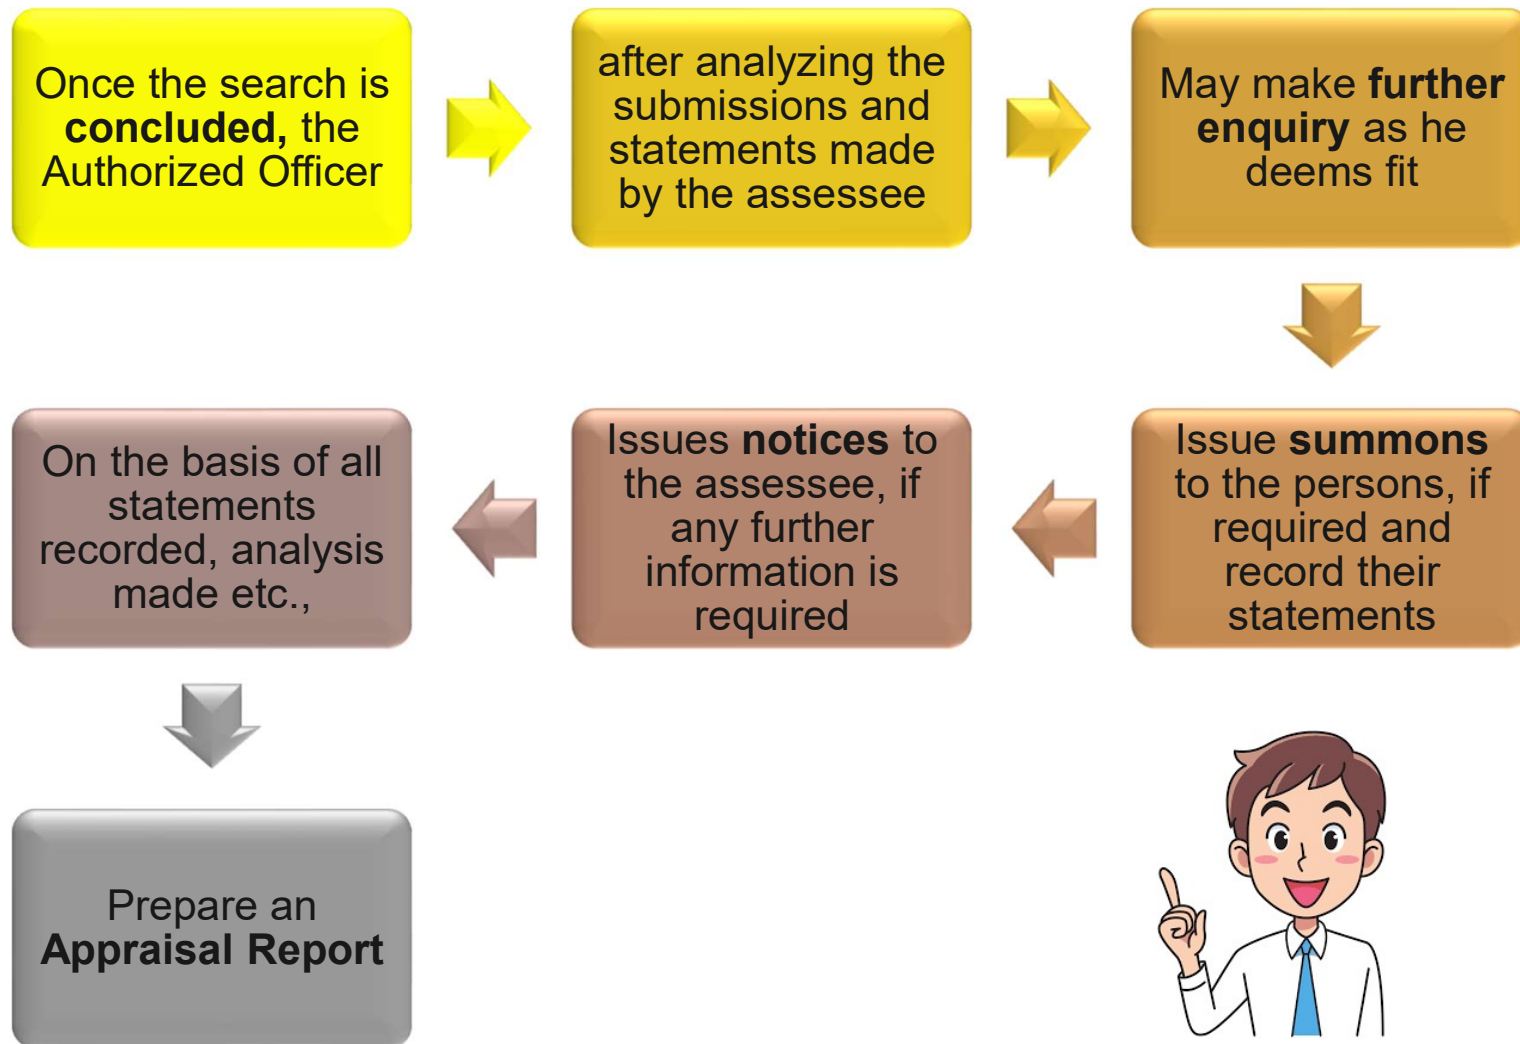 Once the search is
concluded, the
Authorized Officer
after analyzing the
submissions and
statements made
by the assessee
May make further
enquiry as he
deems fit
Issue summons
to the persons, if
required and
record their
statements
Issues notices to
the assessee, if
any further
information is
required
On the basis of all
statements
recorded, analysis
made etc.,
Prepare an
Appraisal Report